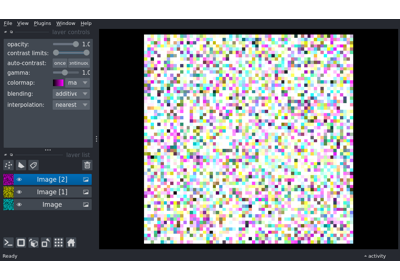 File View Plugins Window Help
layer controls
opacity: 1.0
contrast limits:
auto-contrast: once continuous
gamma: 1.0
colormap: ma
blending: additive
interpolation: nearest
layer list
Image [2]
Image [1]
Image
Ready activity